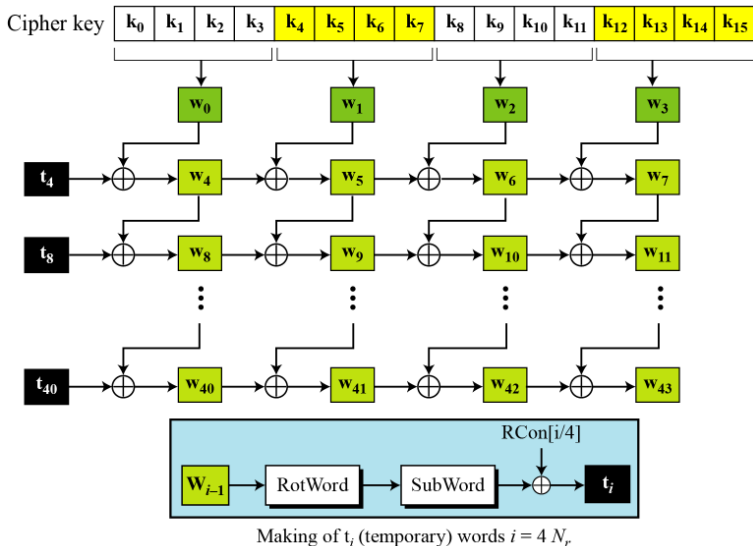 Cipher key k0 k1 k2 k3 k4 k5 k6 k7 k8 k9 k10 k11 k12 k13 k14 k15
w0 w1 w2 w3
t4 w4 w5 w6 w7
t8 w8 w9 w10 w11
t40 w40 w41 w42 w43
RCon[i/4]
Wi–1 RotWord SubWord ti
Making of ti (temporary) words i = 4 Nr